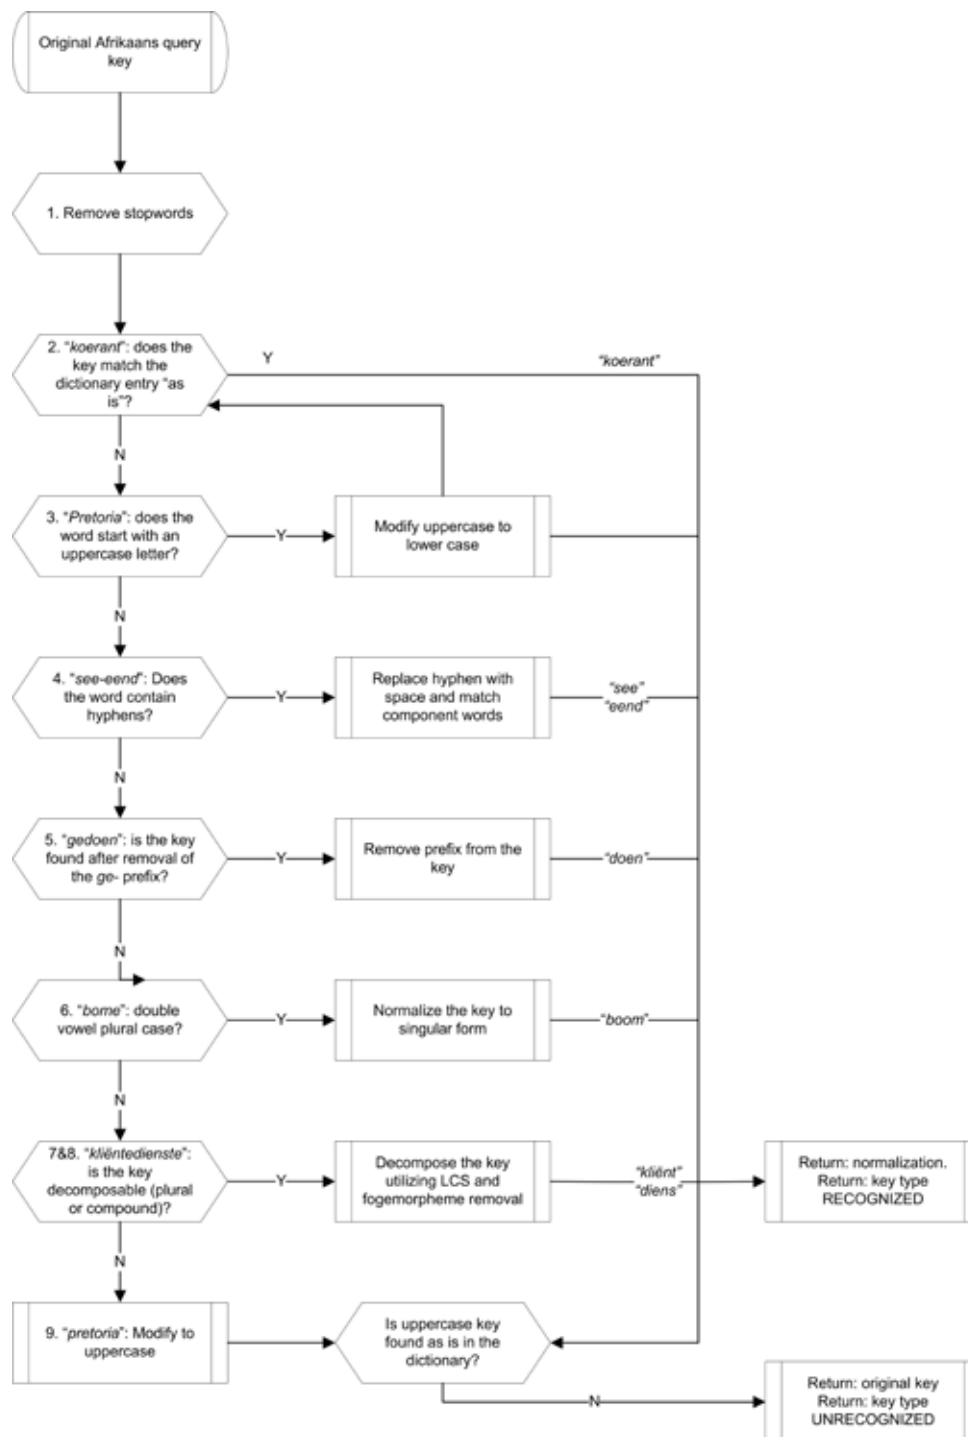 Original Afrikaans query
key
1. Remove stopwords
2. “koerant”: does the
key match the
dictionary entry “as
is”?
Y
“koerant”
N
3. “Pretoria”: does the
word start with an
uppercase letter?
Y
Modify uppercase to
lower case
N
4. “see-eend”: Does
the word contain
hyphens?
Y
Replace hyphen with
space and match
component words
“see”
“eend”
N
5. “gedoen”: is the key
found after removal of
the ge- prefix?
Y
Remove prefix from the
key
“doen”
N
6. “bome”: double
vowel plural case?
Y
Normalize the key to
singular form
“boom”
N
7&8. “kliëntedienste”:
is the key
decomposable (plural
or compound)?
Y
Decompose the key
utilizing LCS and
fogemorpheme removal
“kliënt”
“diens”
Return: normalization.
Return: key type
RECOGNIZED
N
9. “pretoria”: Modify to
uppercase
Is uppercase key
found as is in the
dictionary?
N
Return: original key
Return: key type
UNRECOGNIZED